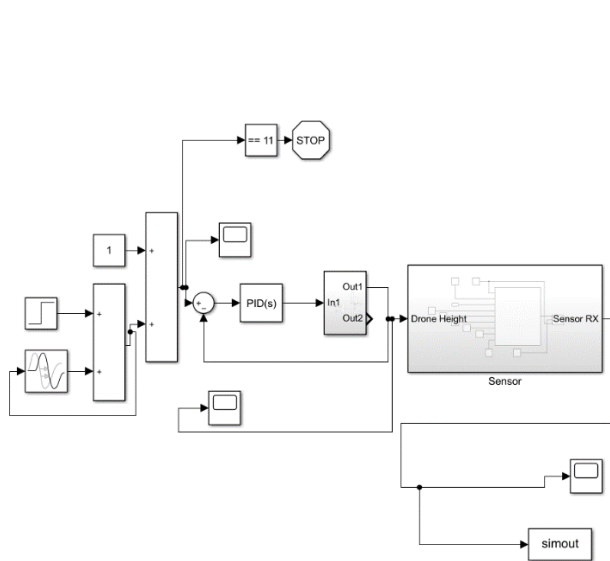 == 11
STOP
1
+
+
+
+
+
−
PID(s)
In1
Out1
Out2
Drone Height
Sensor RX
Sensor
simout